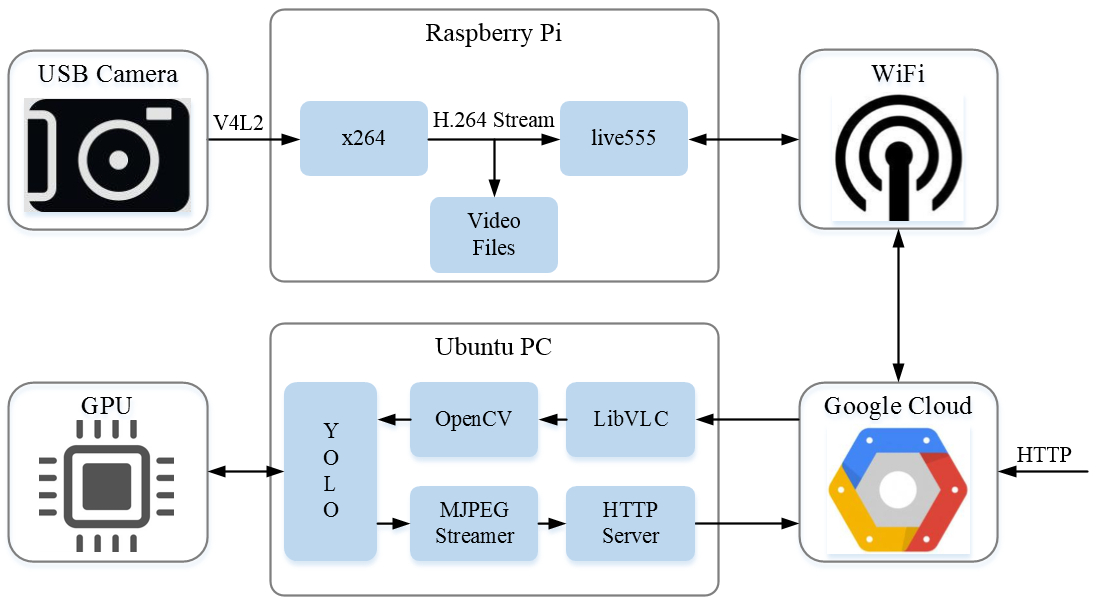 Raspberry Pi
USB Camera
WiFi
V4L2
x264
H.264 Stream
live555
Video
Files
Ubuntu PC
GPU
Google Cloud
Y
O
L
O
OpenCV
LibVLC
HTTP
MJPEG
Streamer
HTTP
Server